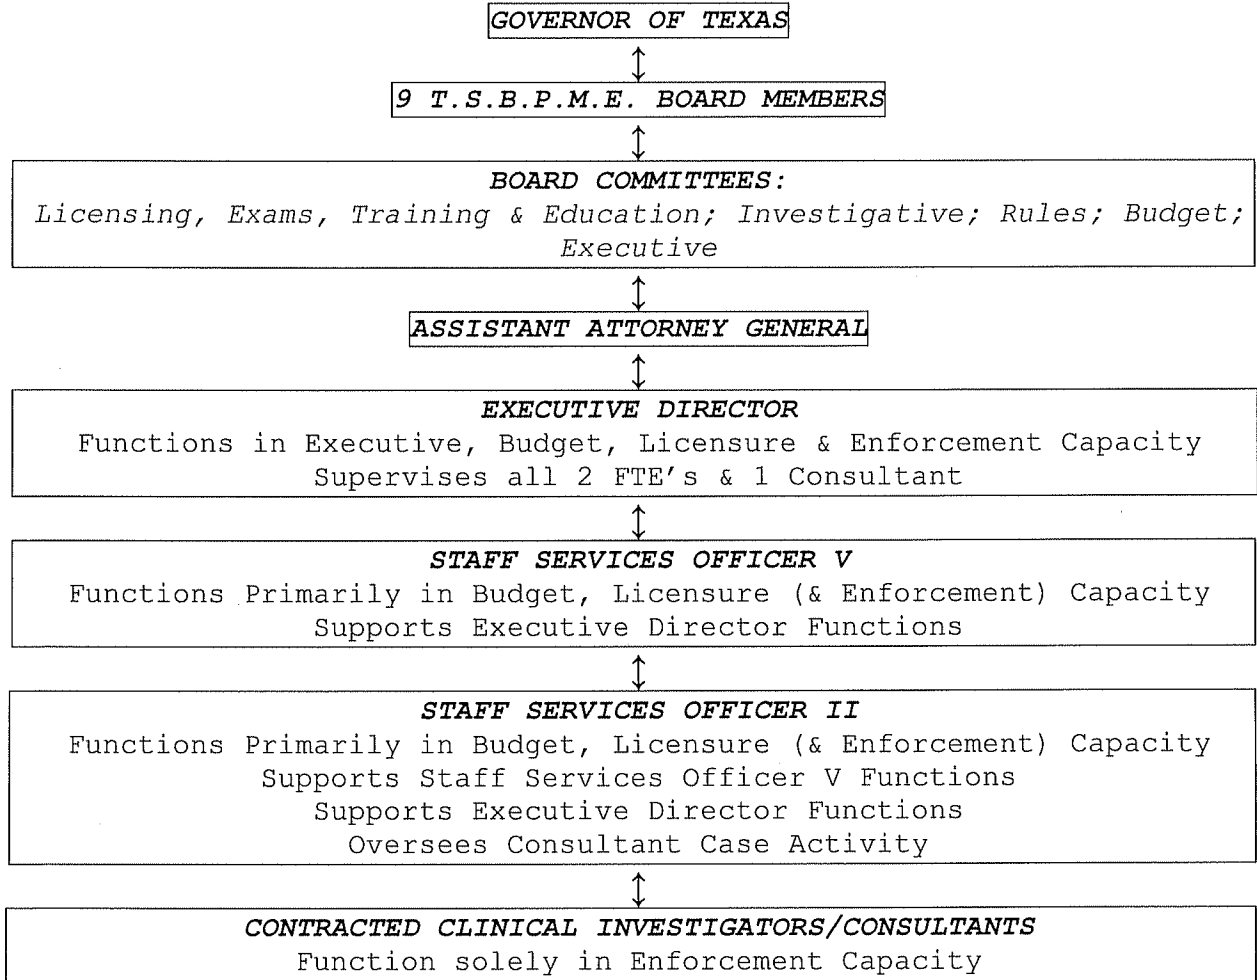 GOVERNOR OF TEXAS
9 T.S.B.P.M.E. BOARD MEMBERS
BOARD COMMITTEES:
Licensing, Exams, Training & Education; Investigative; Rules; Budget;
Executive
ASSISTANT ATTORNEY GENERAL
EXECUTIVE DIRECTOR
Functions in Executive, Budget, Licensure & Enforcement Capacity
Supervises all 2 FTE's & 1 Consultant
STAFF SERVICES OFFICER V
Functions Primarily in Budget, Licensure (& Enforcement) Capacity
Supports Executive Director Functions
STAFF SERVICES OFFICER II
Functions Primarily in Budget, Licensure (& Enforcement) Capacity
Supports Staff Services Officer V Functions
Supports Executive Director Functions
Oversees Consultant Case Activity
CONTRACTED CLINICAL INVESTIGATORS/CONSULTANTS
Function solely in Enforcement Capacity